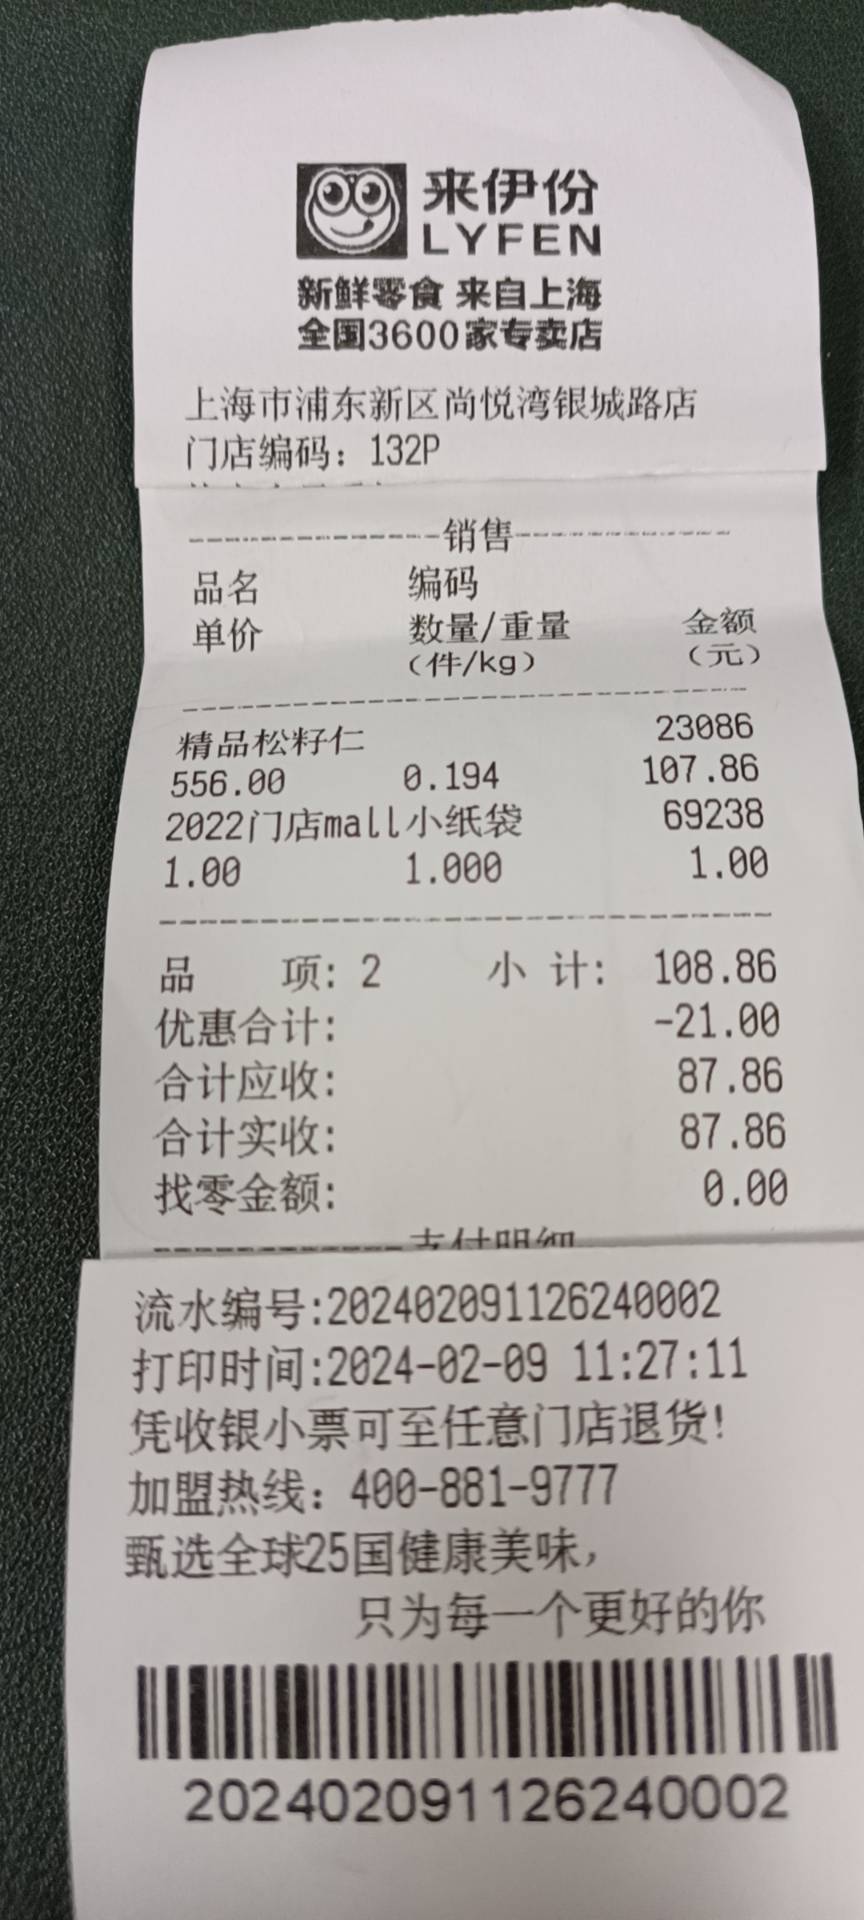 来伊份
LYFEN
新鲜零食 来自上海
全国3600家专卖店
上海市浦东新区尚悦湾银城路店
门店编码：132P
--------------销售--------------
品名 编码
单价 数量/重量 金额
(件/kg) (元)
精品松籽仁 23086
556.00 0.194 107.86
2022门店mall小纸袋 69238
1.00 1.000 1.00
品 项: 2 小 计: 108.86
优惠合计: -21.00
合计应收: 87.86
合计实收: 87.86
找零金额: 0.00
支付明细
流水编号:202402091126240002
打印时间:2024-02-09 11:27:11
凭收银小票可至任意门店退货!
加盟热线：400-881-9777
甄选全球25国健康美味，
只为每一个更好的你
202402091126240002